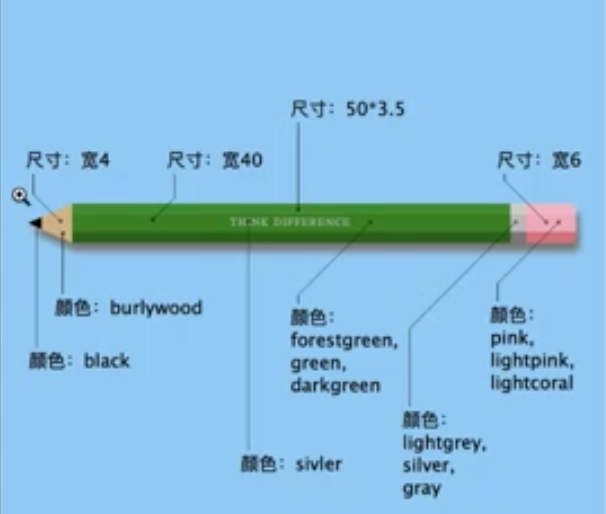 尺寸：50*3.5
尺寸：宽4
尺寸：宽40
尺寸：宽6
THINK DIFFERENCE
颜色：burlywood
颜色：
forestgreen,
green,
darkgreen
颜色：
pink,
lightpink,
lightcoral
颜色：black
颜色：
lightgrey,
silver,
gray
颜色：sivler